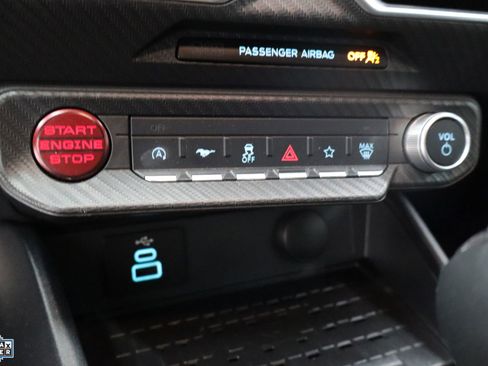 PASSENGER AIRBAG OFF
START
ENGINE
STOP
OFF
A
OFF
MAX
VOL